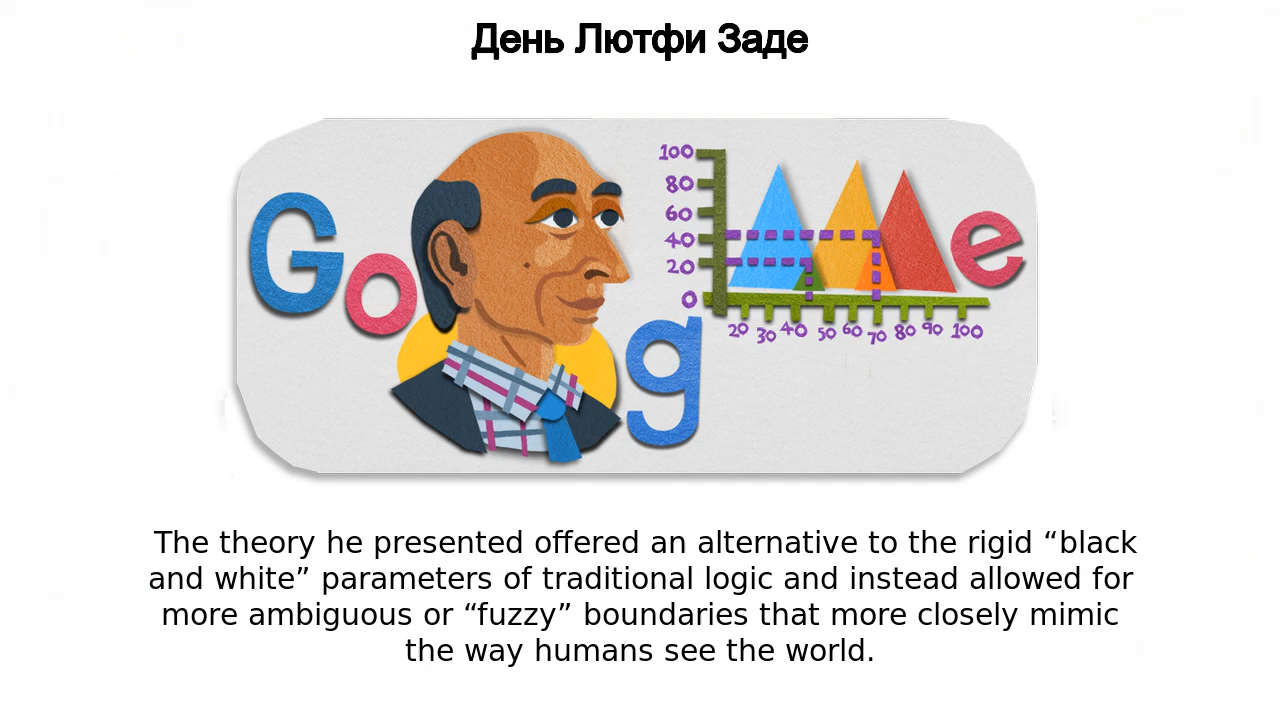 День Лютфи Заде
Go
g
e
100
80
60
40
20
0
20 30 40 50 60 70 80 90 100
The theory he presented offered an alternative to the rigid “black
and white” parameters of traditional logic and instead allowed for
more ambiguous or “fuzzy” boundaries that more closely mimic
the way humans see the world.